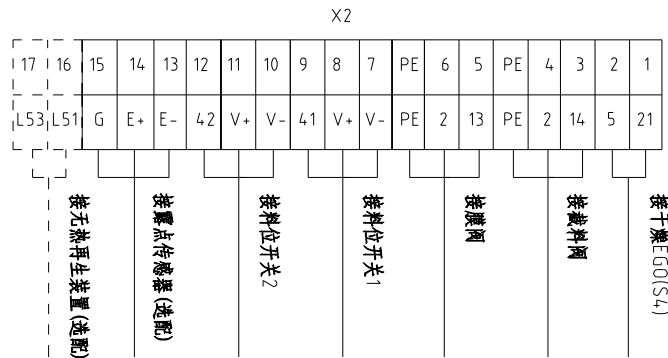 X2
17 16 15 14 13 12 11 10 9 8 7 PE 6 5 PE 4 3 2 1
L53 L51 G E+ E- 42 V+ V- 41 V+ V- PE 2 13 PE 2 14 5 21
接无热再生装置(选配)
接露点传感器(选配)
接料位开关2
接料位开关1
接膜阀
接截料阀
接干燥EGO(S4)